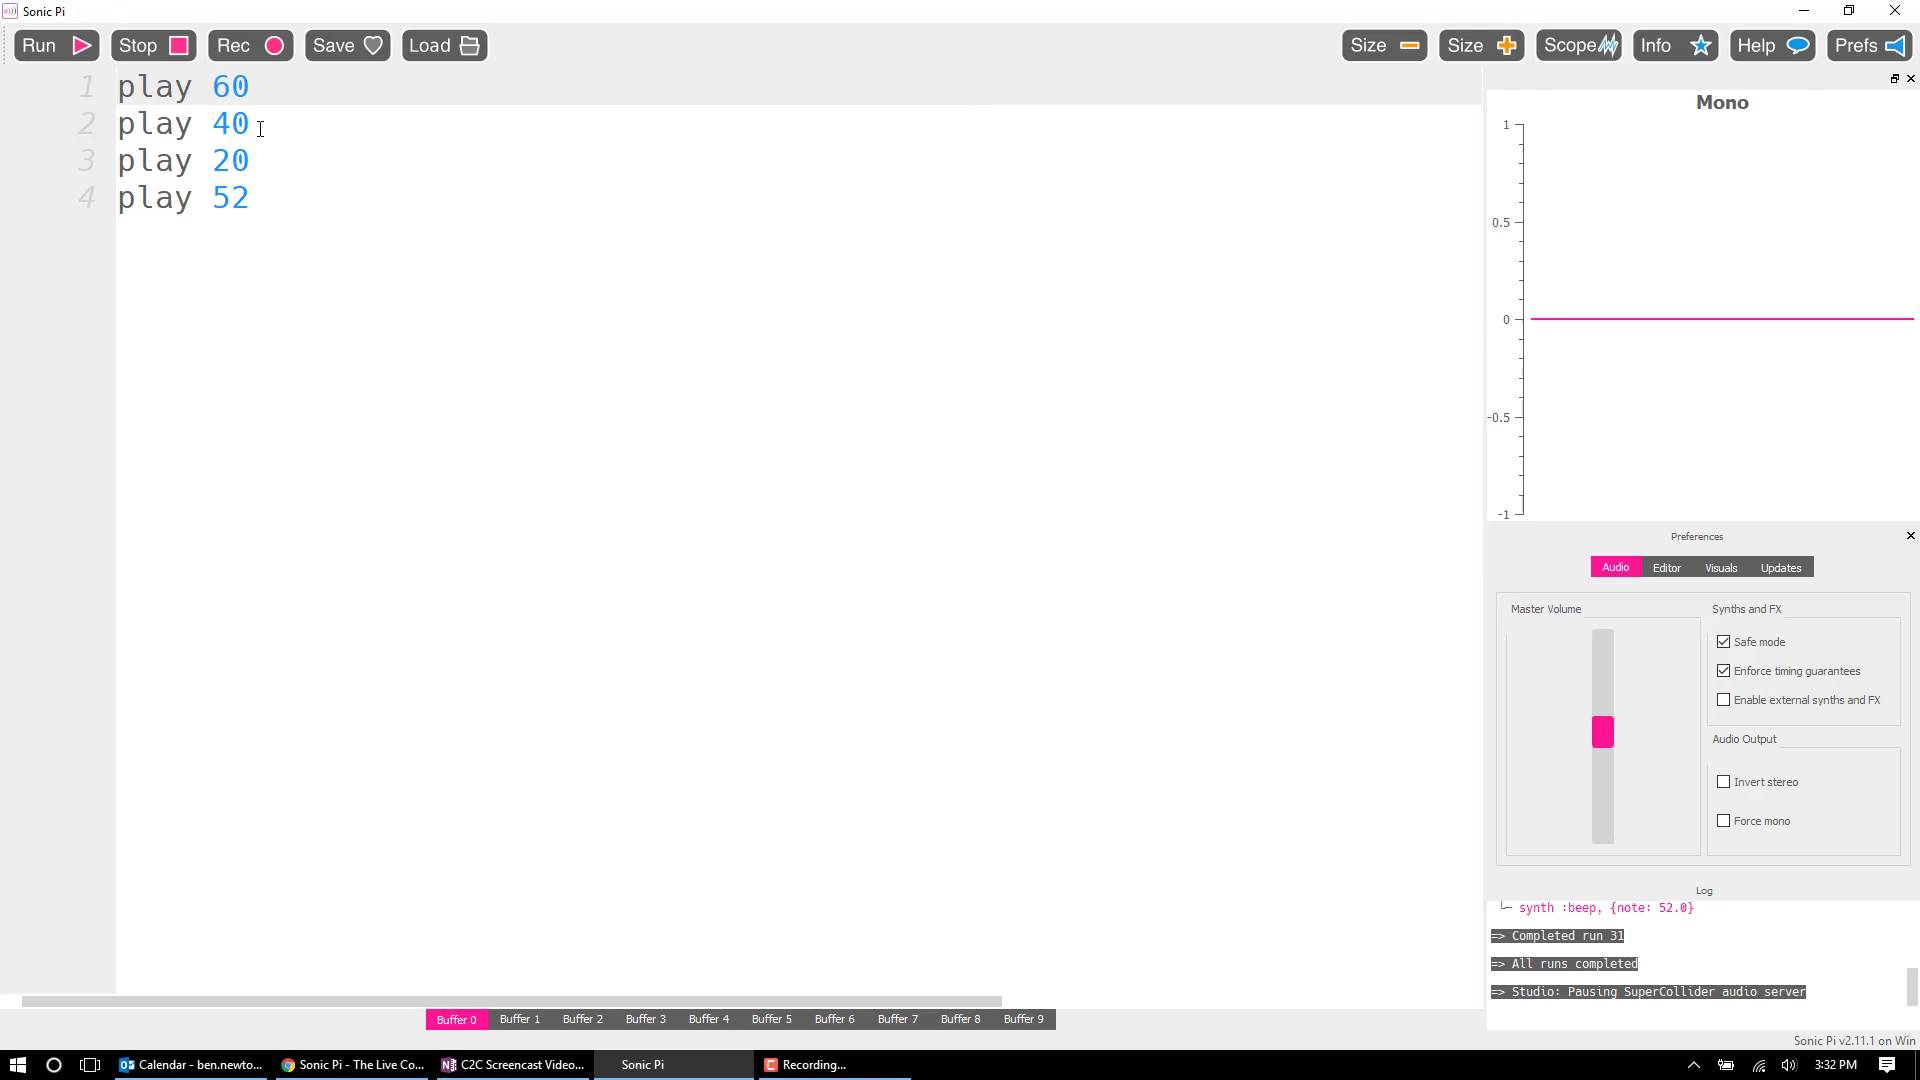 Sonic Pi
Run Stop Rec Save Load Size Size Scope Info Help Prefs
1 play 60
2 play 40
3 play 20
4 play 52
Mono
1
0.5
0
-0.5
-1
Preferences
Audio Editor Visuals Updates
Master Volume
Synths and FX
Safe mode
Enforce timing guarantees
Enable external synths and FX
Audio Output
Invert stereo
Force mono
Log
└─ synth :beep, {note: 52.0}
=> Completed run 31
=> All runs completed
=> Studio: Pausing SuperCollider audio server
Buffer 0 Buffer 1 Buffer 2 Buffer 3 Buffer 4 Buffer 5 Buffer 6 Buffer 7 Buffer 8 Buffer 9
Sonic Pi v2.11.1 on Win
Calendar - ben.newto... Sonic Pi - The Live Co... C2C Screencast Video... Sonic Pi Recording... 3:32 PM